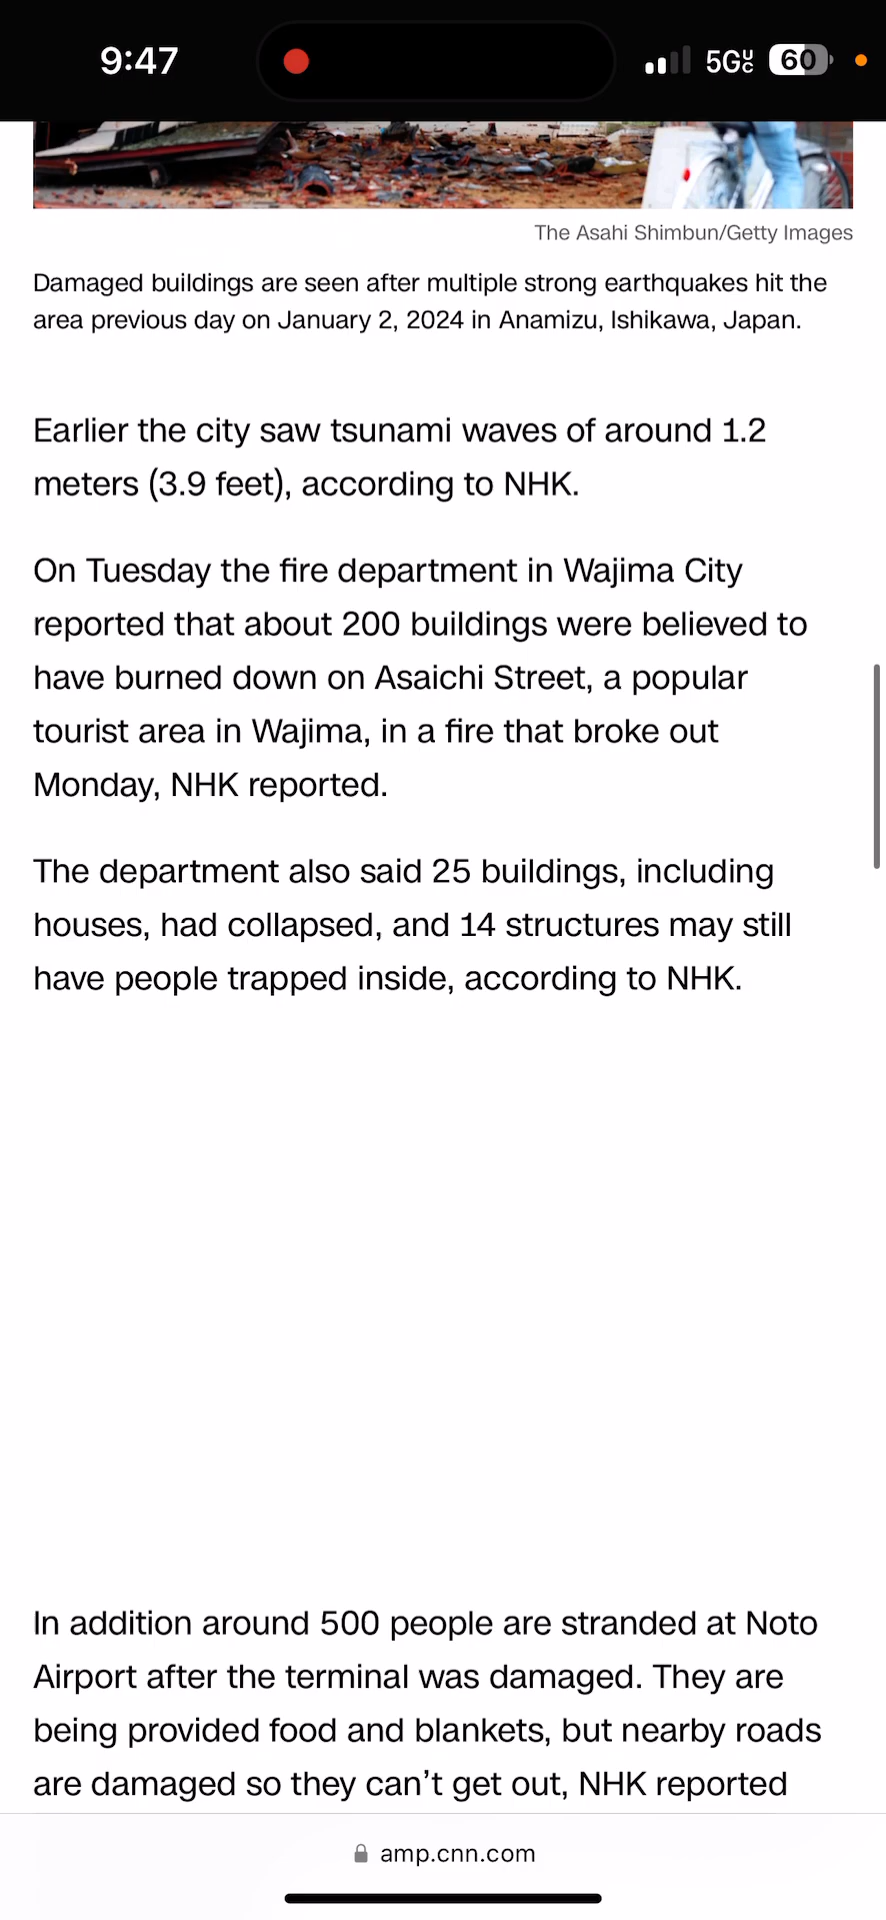 9:47
5GUC
60
The Asahi Shimbun/Getty Images
Damaged buildings are seen after multiple strong earthquakes hit the
area previous day on January 2, 2024 in Anamizu, Ishikawa, Japan.
Earlier the city saw tsunami waves of around 1.2
meters (3.9 feet), according to NHK.
On Tuesday the fire department in Wajima City
reported that about 200 buildings were believed to
have burned down on Asaichi Street, a popular
tourist area in Wajima, in a fire that broke out
Monday, NHK reported.
The department also said 25 buildings, including
houses, had collapsed, and 14 structures may still
have people trapped inside, according to NHK.
In addition around 500 people are stranded at Noto
Airport after the terminal was damaged. They are
being provided food and blankets, but nearby roads
are damaged so they can’t get out, NHK reported
amp.cnn.com